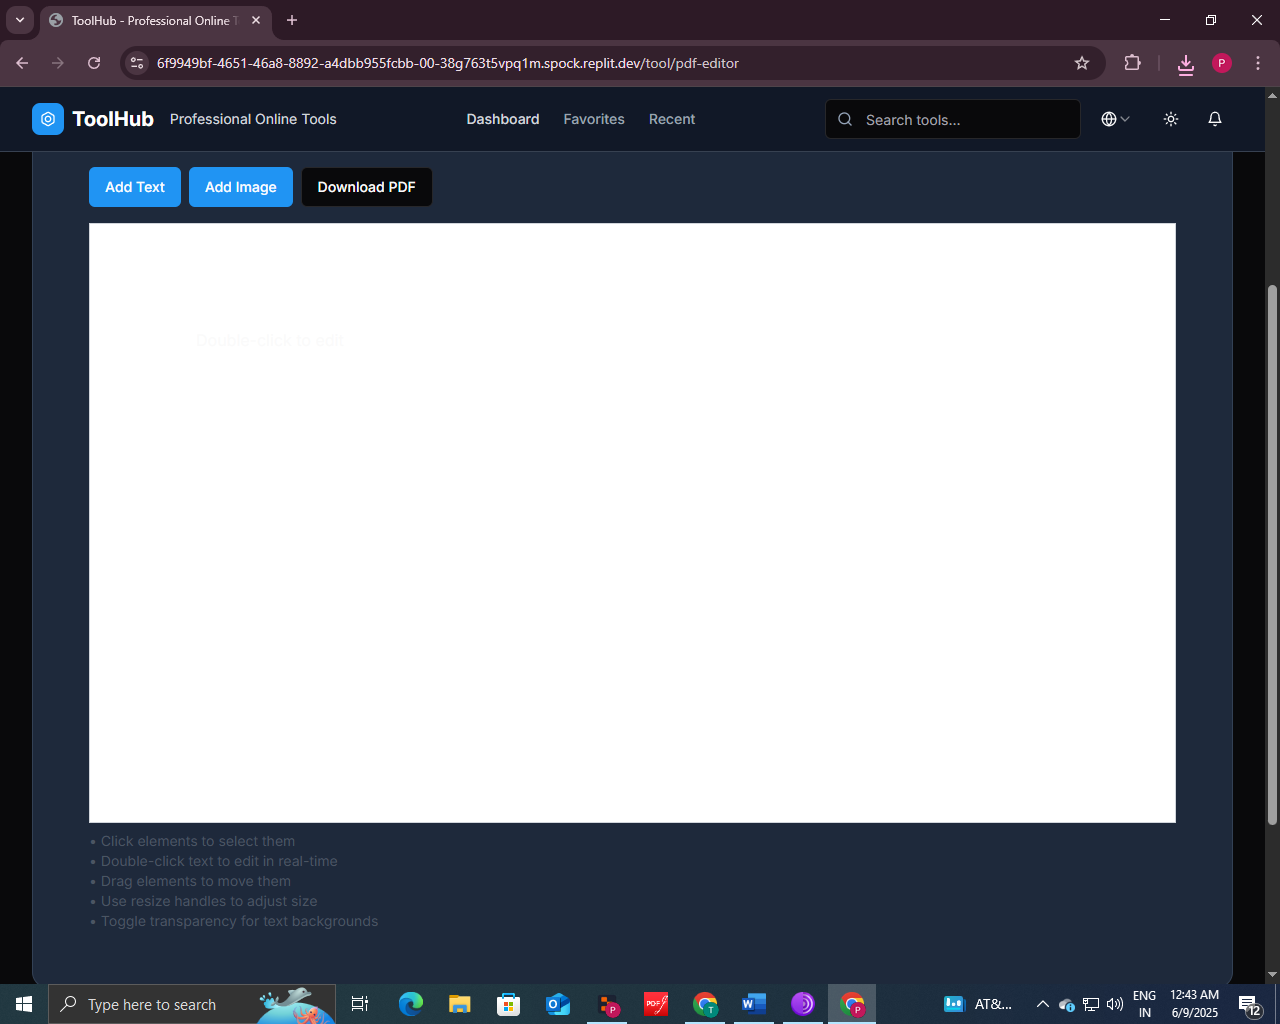 ToolHub - Professional Online T
6f9949bf-4651-46a8-8892-a4dbb955fcbb-00-38g763t5vpq1m.spock.replit.dev/tool/pdf-editor
P
ToolHub Professional Online Tools Dashboard Favorites Recent Search tools...
Add Text Add Image Download PDF
Double-click to edit
• Click elements to select them
• Double-click text to edit in real-time
• Drag elements to move them
• Use resize handles to adjust size
• Toggle transparency for text backgrounds
Type here to search
P
PDF
T
W
P
AT&...
ENG
IN
12:43 AM
6/9/2025
12